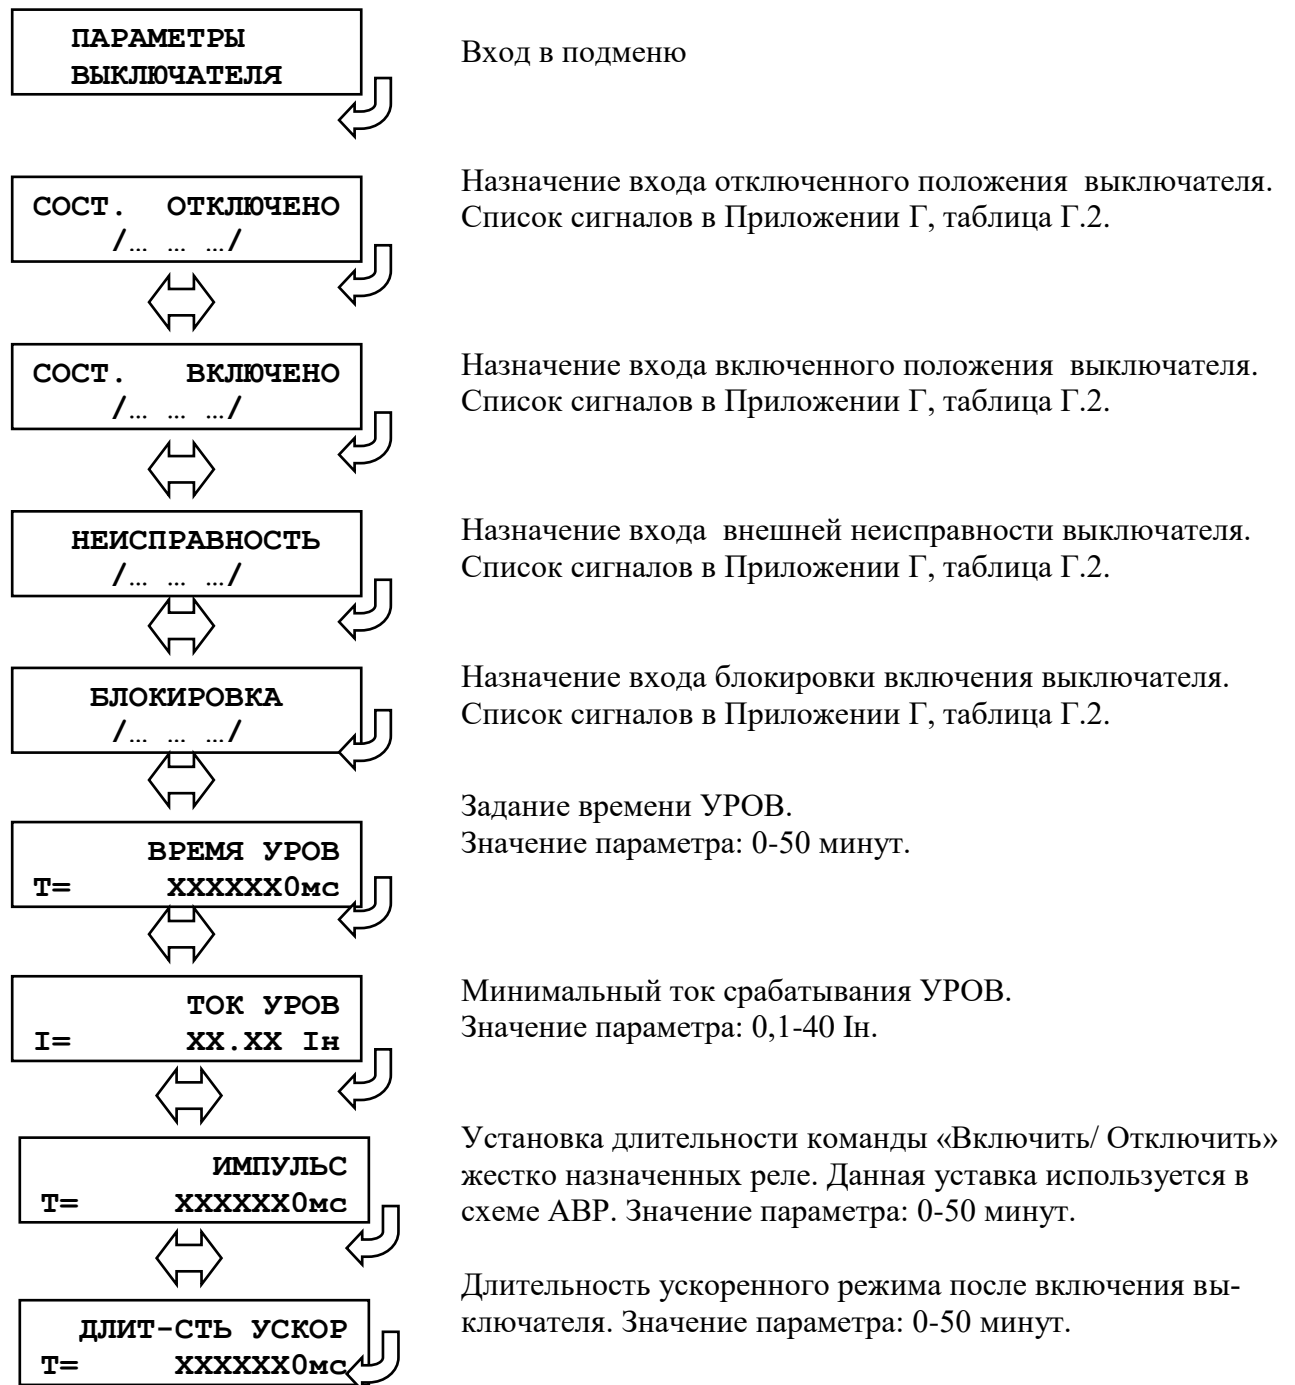 ПАРАМЕТРЫ
ВЫКЛЮЧАТЕЛЯ
Вход в подменю
СОСТ. ОТКЛЮЧЕНО
/… … …/
Назначение входа отключенного положения выключателя.
Список сигналов в Приложении Г, таблица Г.2.
СОСТ. ВКЛЮЧЕНО
/… … …/
Назначение входа включенного положения выключателя.
Список сигналов в Приложении Г, таблица Г.2.
НЕИСПРАВНОСТЬ
/… … …/
Назначение входа внешней неисправности выключателя.
Список сигналов в Приложении Г, таблица Г.2.
БЛОКИРОВКА
/… … …/
Назначение входа блокировки включения выключателя.
Список сигналов в Приложении Г, таблица Г.2.
ВРЕМЯ УРОВ
Т= ХХХХХХ0мс
Задание времени УРОВ.
Значение параметра: 0-50 минут.
ТОК УРОВ
I= ХХ.ХХ Iн
Минимальный ток срабатывания УРОВ.
Значение параметра: 0,1-40 Iн.
ИМПУЛЬС
Т= ХХХХХХ0мс
Установка длительности команды «Включить/ Отключить»
жестко назначенных реле. Данная уставка используется в
схеме АВР. Значение параметра: 0-50 минут.
ДЛИТ-СТЬ УСКОР
Т= ХХХХХХ0мс
Длительность ускоренного режима после включения вы-
ключателя. Значение параметра: 0-50 минут.